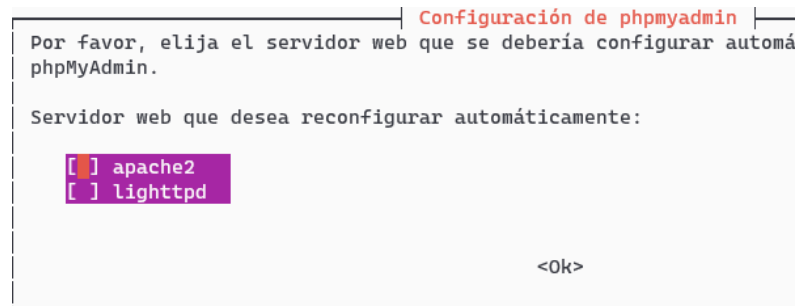 Configuración de phpmyadmin
Por favor, elija el servidor web que se debería configurar automá
phpMyAdmin.
Servidor web que desea reconfigurar automáticamente:
[ ] apache2
[ ] lighttpd
<Ok>